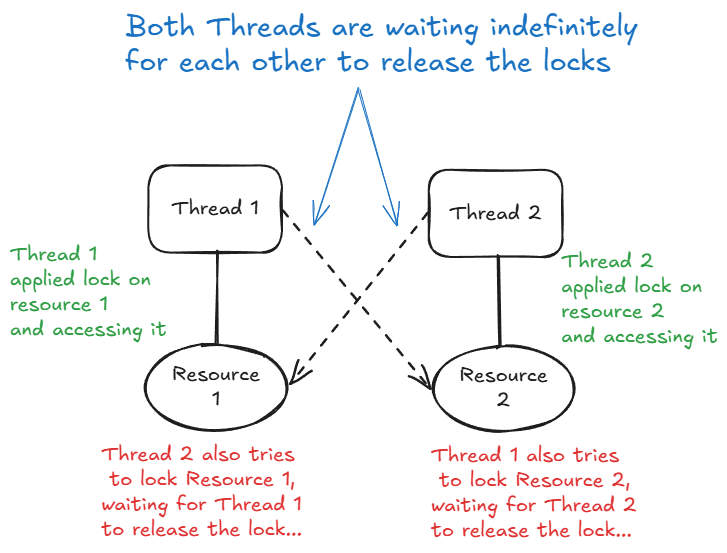 Both Threads are waiting indefinitely
for each other to release the locks
Thread 1
Thread 2
Thread 1
applied lock on
resource 1
and accessing it
Thread 2
applied lock on
resource 2
and accessing it
Resource
1
Resource
2
Thread 2 also tries
to lock Resource 1,
waiting for Thread 1
to release the lock...
Thread 1 also tries
to lock Resource 2,
waiting for Thread 2
to release the lock...